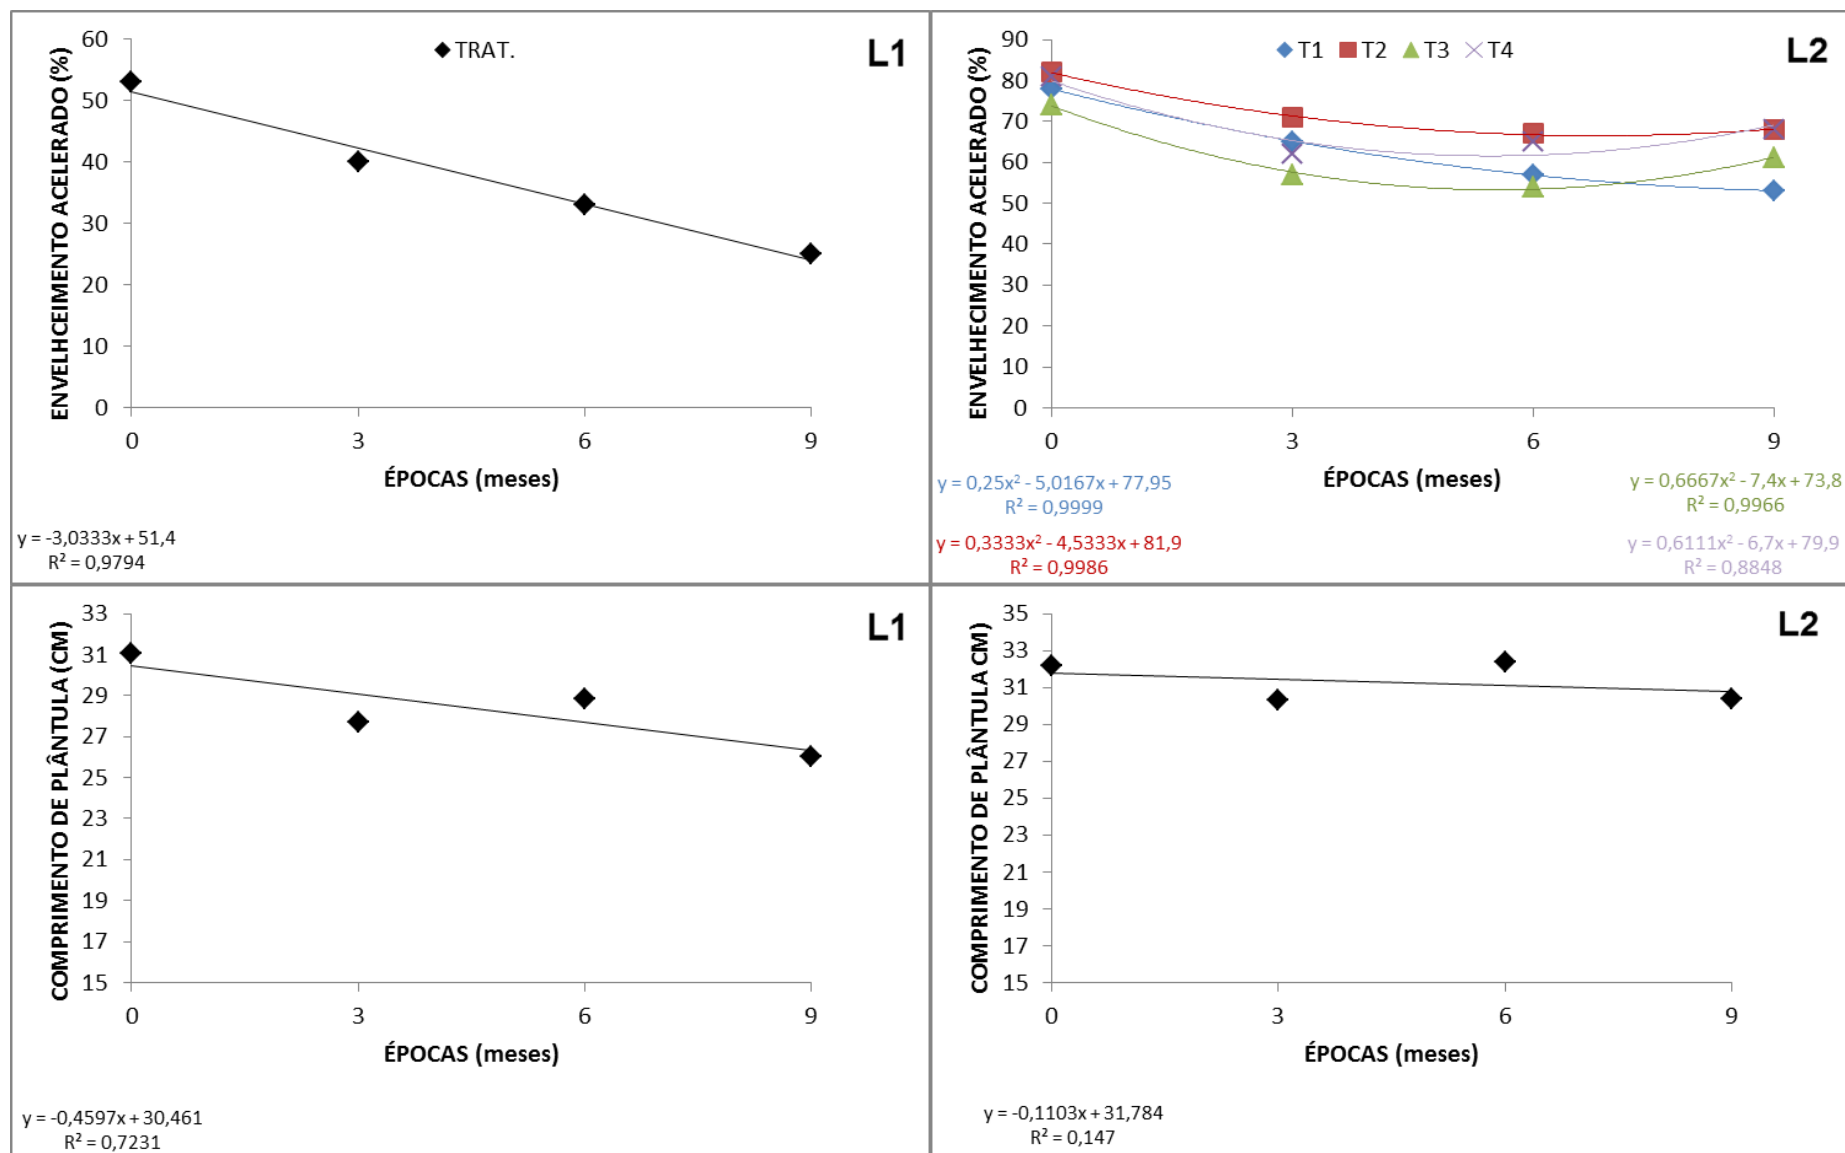 L1
TRAT.
ENVELHCEIMENTO ACELERADO (%)
60
50
40
30
20
10
0
0 3 6 9
ÉPOCAS (meses)
y = -3,0333x + 51,4
R² = 0,9794
L2
T1 T2 T3 T4
ENVELHECIMENTO ACELERADO (%)
90
80
70
60
50
40
30
20
10
0
0 3 6 9
ÉPOCAS (meses)
y = 0,25x² - 5,0167x + 77,95
R² = 0,9999
y = 0,3333x² - 4,5333x + 81,9
R² = 0,9986
y = 0,6667x² - 7,4x + 73,8
R² = 0,9966
y = 0,6111x² - 6,7x + 79,9
R² = 0,8848
L1
COMPRIMENTO DE PLÂNTULA (CM)
33
31
29
27
25
23
21
19
17
15
0 3 6 9
ÉPOCAS (meses)
y = -0,4597x + 30,461
R² = 0,7231
L2
COMPRIMENTO DE PLÂNTULA CM)
35
33
31
29
27
25
23
21
19
17
15
0 3 6 9
ÉPOCAS (meses)
y = -0,1103x + 31,784
R² = 0,147